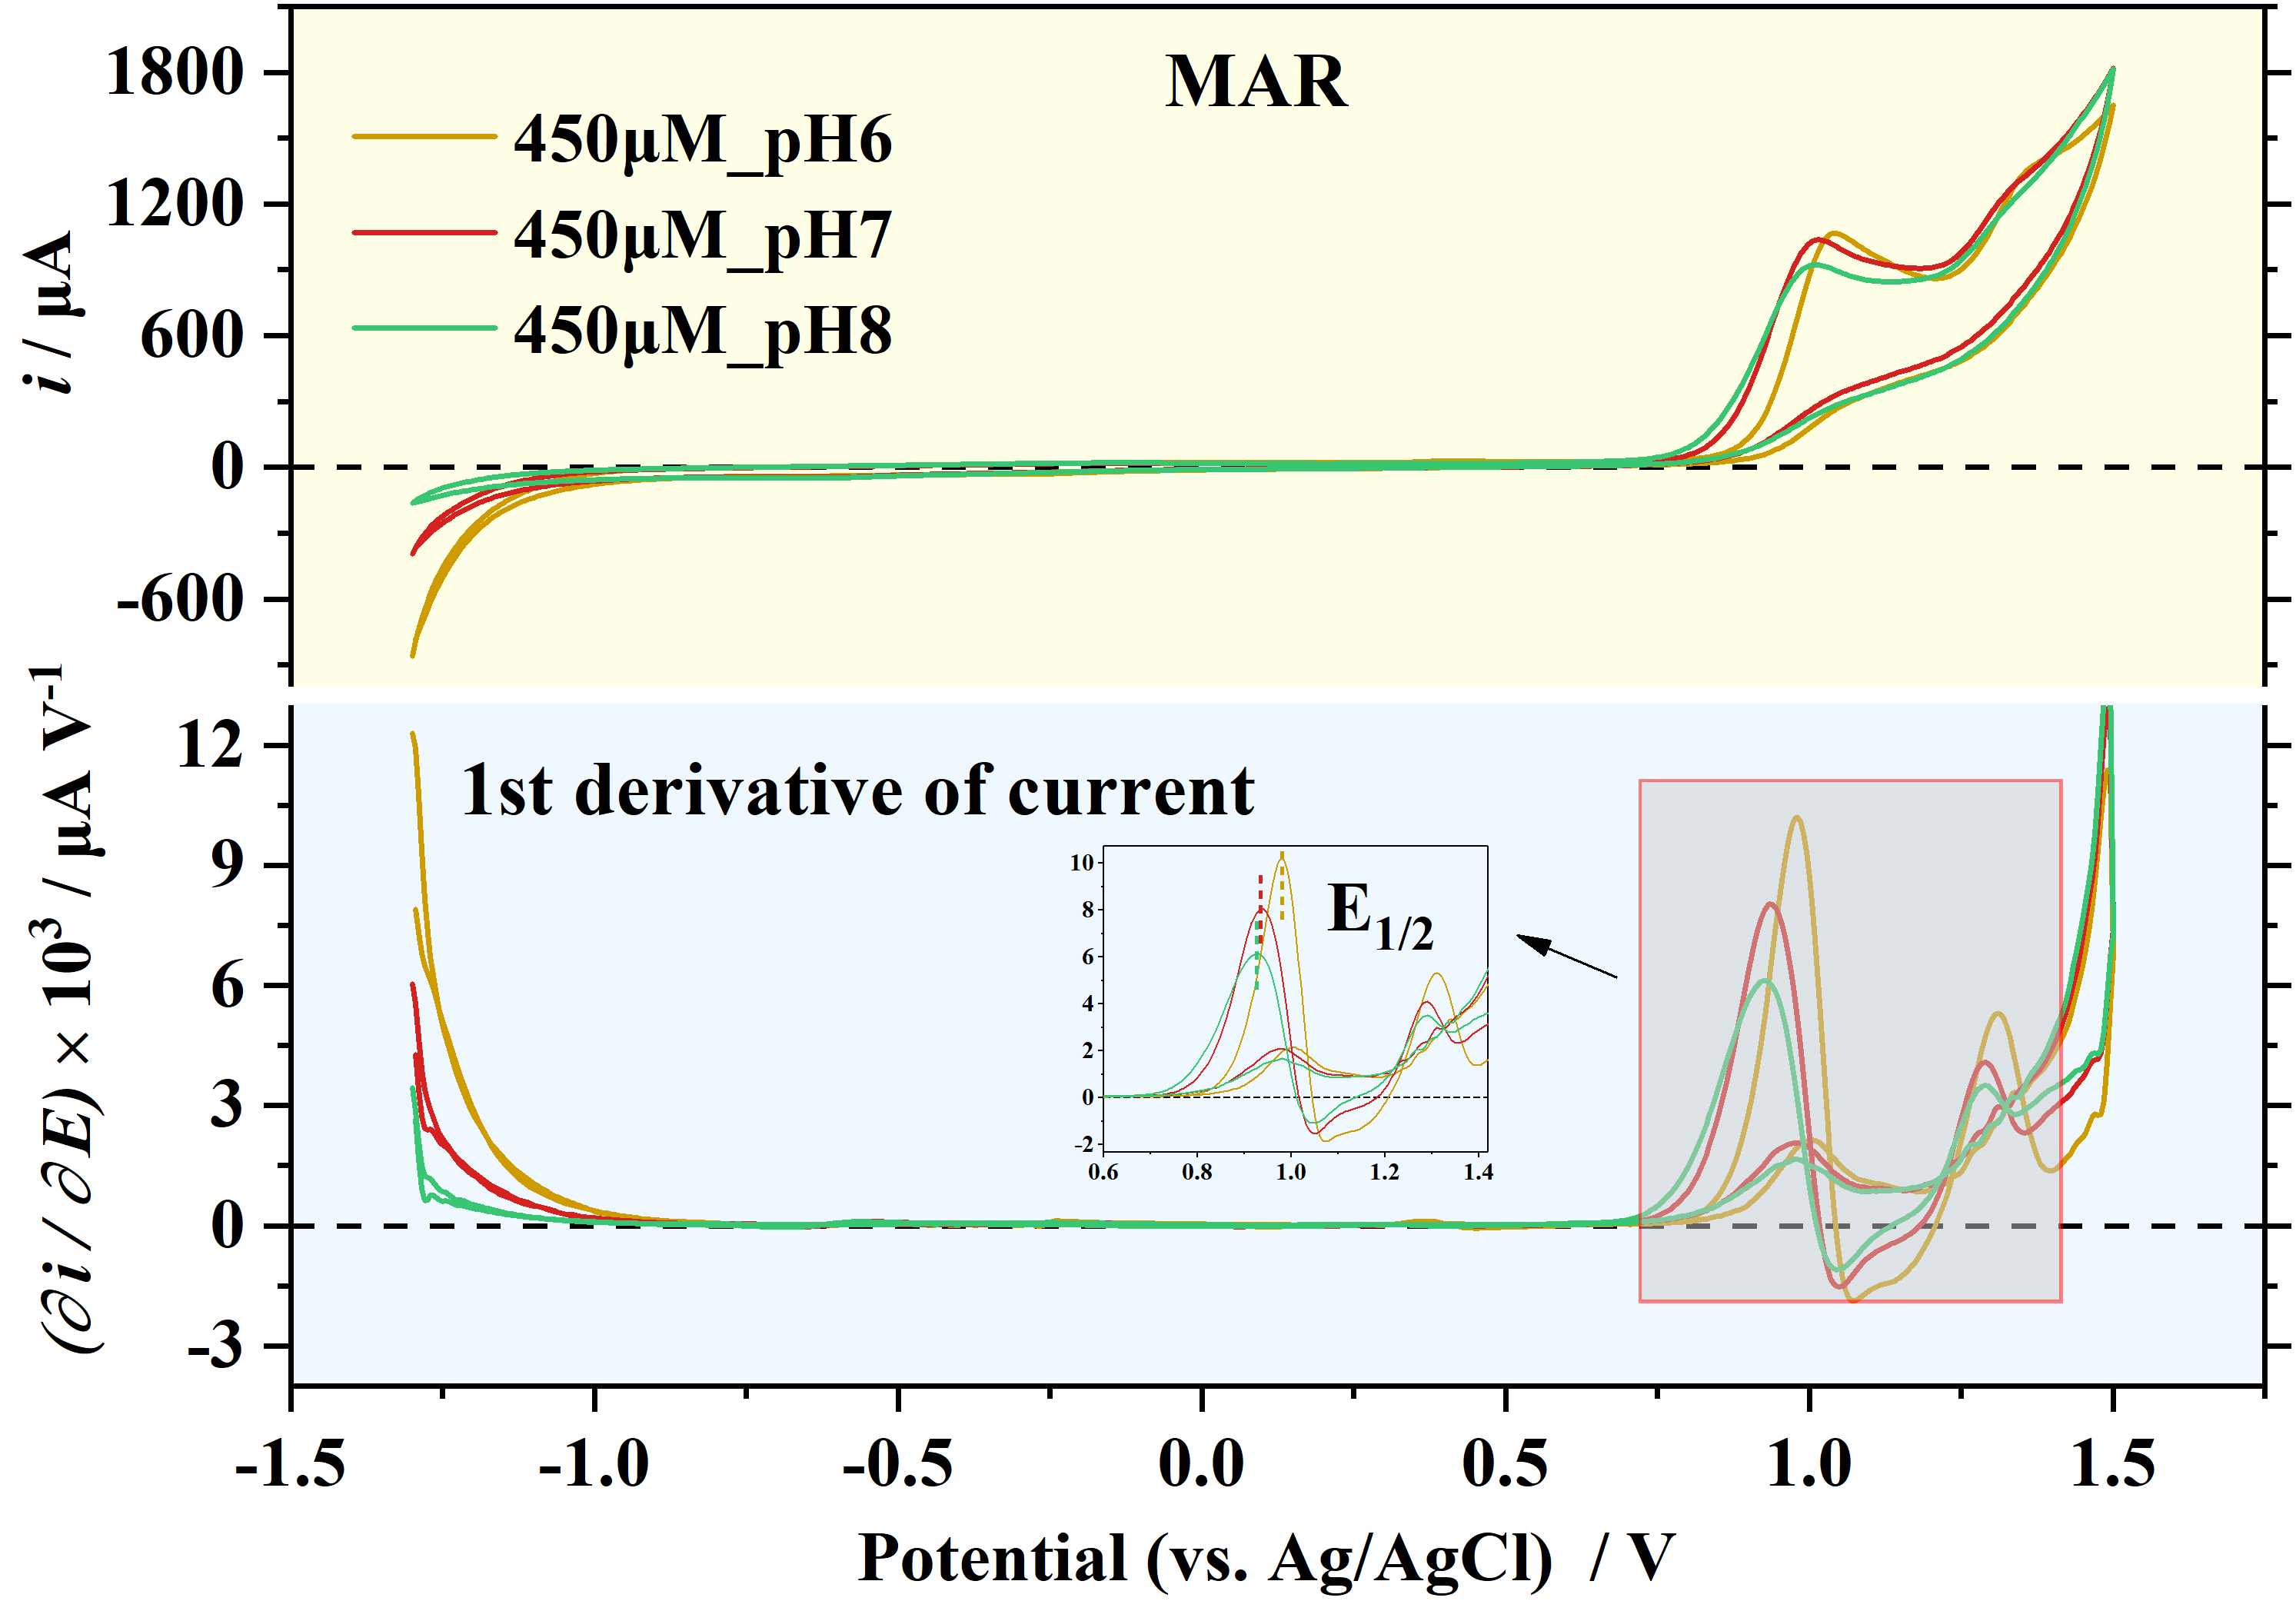 MAR
450μM_pH6
450μM_pH7
450μM_pH8
i / μA
1800
1200
600
0
-600
1st derivative of current
(∂i / ∂E) × 10³ / μA V⁻¹
12
9
6
3
0
-3
E1/2
10
8
6
4
2
0
-2
0.6 0.8 1.0 1.2 1.4
-1.5 -1.0 -0.5 0.0 0.5 1.0 1.5
Potential (vs. Ag/AgCl) / V